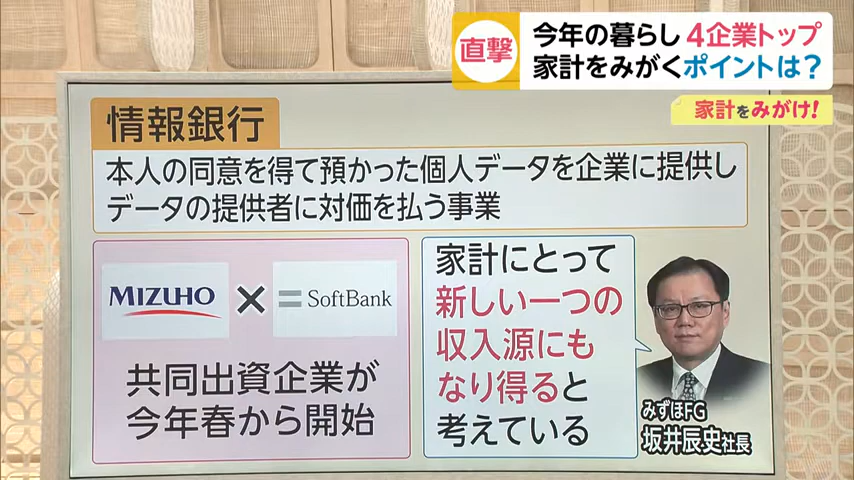 直撃
今年の暮らし 4企業トップ
家計をみがくポイントは?
家計をみがけ!
情報銀行
本人の同意を得て預かった個人データを企業に提供し
データの提供者に対価を払う事業
MIZUHO × SoftBank
共同出資企業が
今年春から開始
家計にとって
新しい一つの
収入源にも
なり得ると
考えている
みずほFG
坂井辰史社長